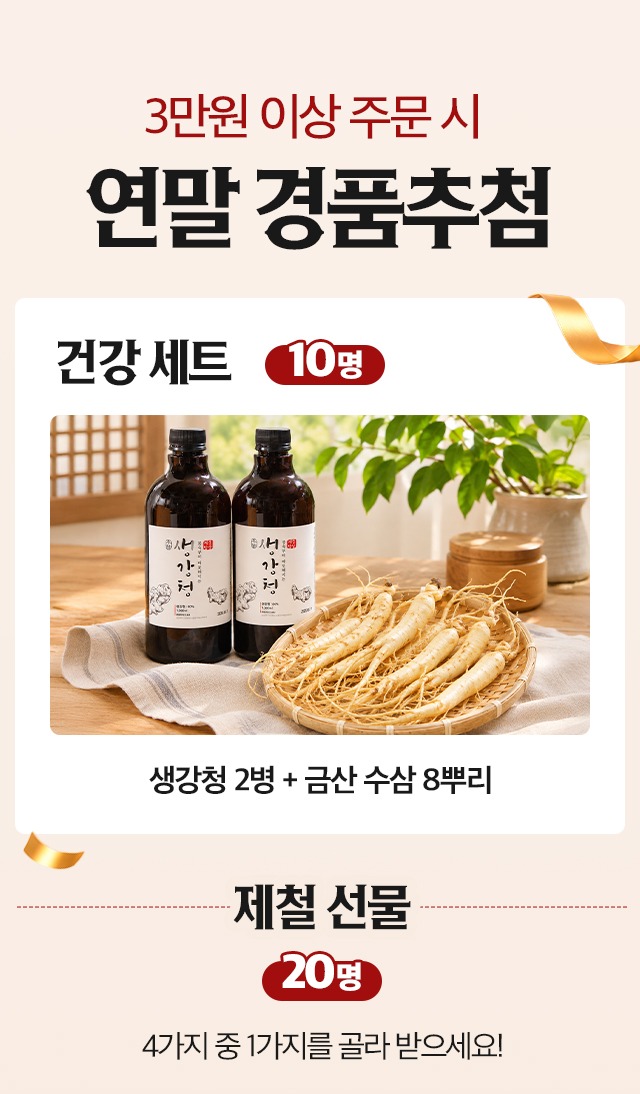 3만원 이상 주문 시
연말 경품추첨
건강 세트
10명
생강청
생강청
생강청 2병 + 금산 수삼 8뿌리
제철 선물
20명
4가지 중 1가지를 골라 받으세요!